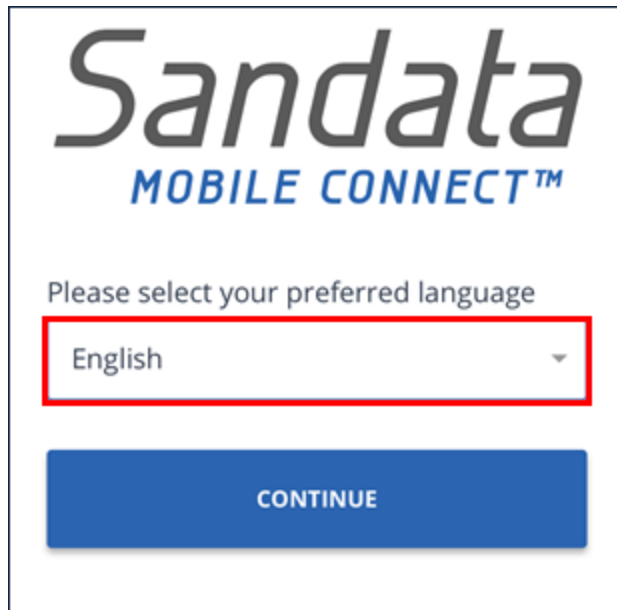 Sandata
MOBILE CONNECT™
Please select your preferred language
English
CONTINUE